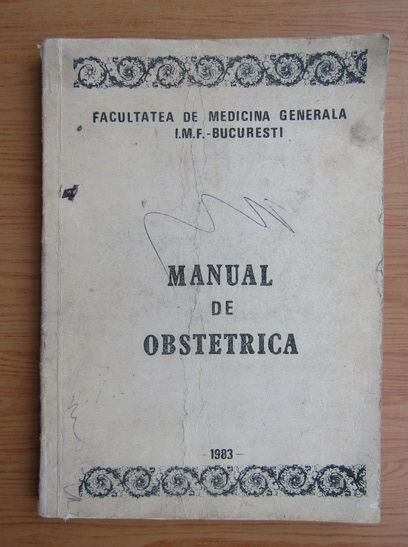 FACULTATEA DE MEDICINA GENERALA
I.M.F.-BUCURESTI
MANUAL
DE
OBSTETRICA
-1983-